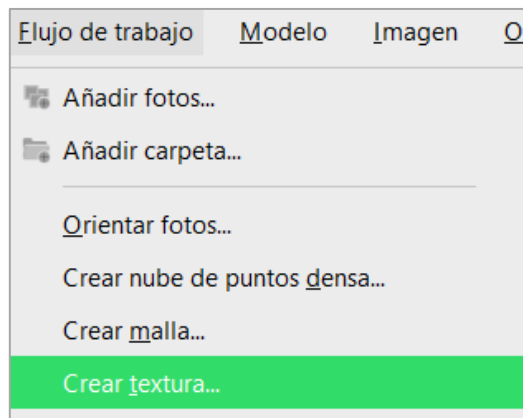 Flujo de trabajo Modelo Imagen O
Añadir fotos...
Añadir carpeta...
Orientar fotos...
Crear nube de puntos densa...
Crear malla...
Crear textura...